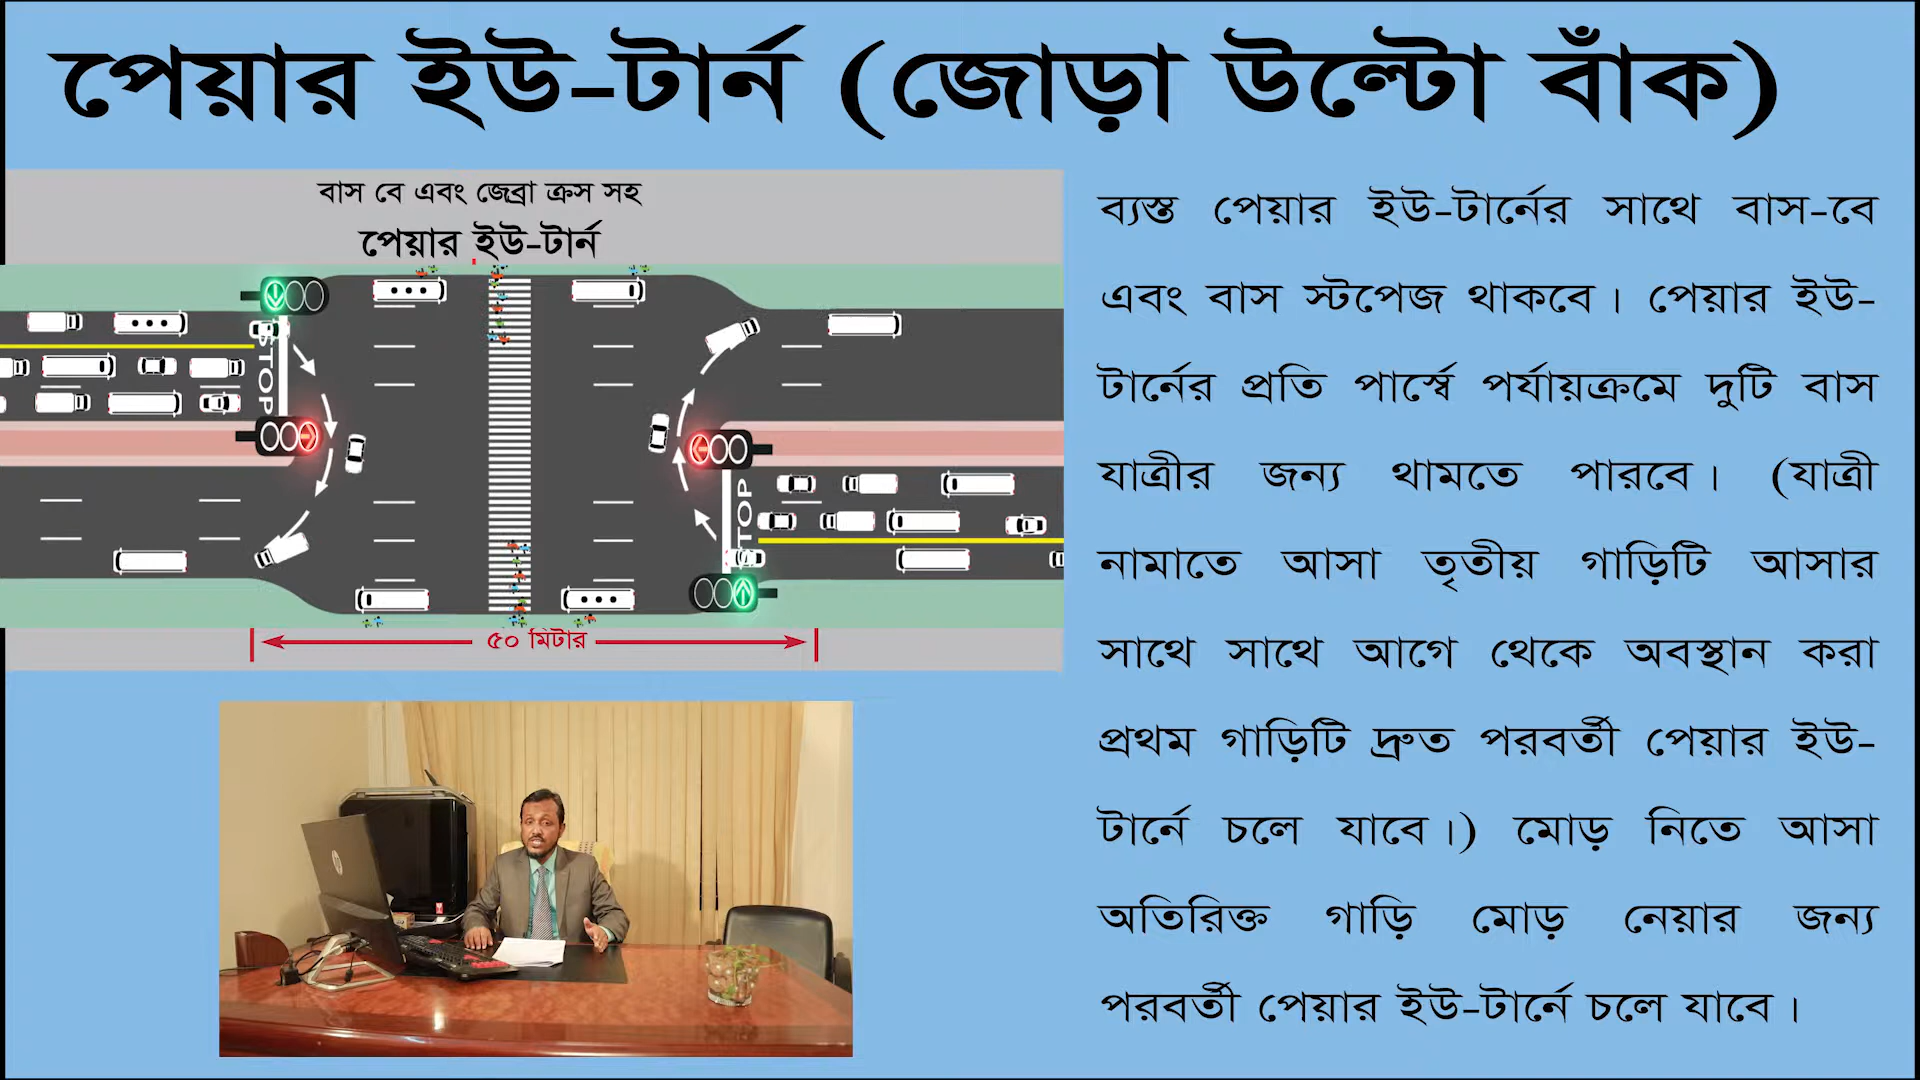 পেয়ার ইউ-টার্ন (জোড়া উল্টো বাঁক)
বাস বে এবং জেব্রা ক্রস সহ
পেয়ার ইউ-টার্ন
STOP
STOP
৫০ মিটার
ব্যস্ত পেয়ার ইউ-টার্নের সাথে বাস-বে
এবং বাস স্টপেজ থাকবে। পেয়ার ইউ-
টার্নের প্রতি পার্স্বে পর্যায়ক্রমে দুটি বাস
যাত্রীর জন্য থামতে পারবে। (যাত্রী
নামাতে আসা তৃতীয় গাড়িটি আসার
সাথে সাথে আগে থেকে অবস্থান করা
প্রথম গাড়িটি দ্রুত পরবর্তী পেয়ার ইউ-
টার্নে চলে যাবে।) মোড় নিতে আসা
অতিরিক্ত গাড়ি মোড় নেয়ার জন্য
পরবর্তী পেয়ার ইউ-টার্নে চলে যাবে।